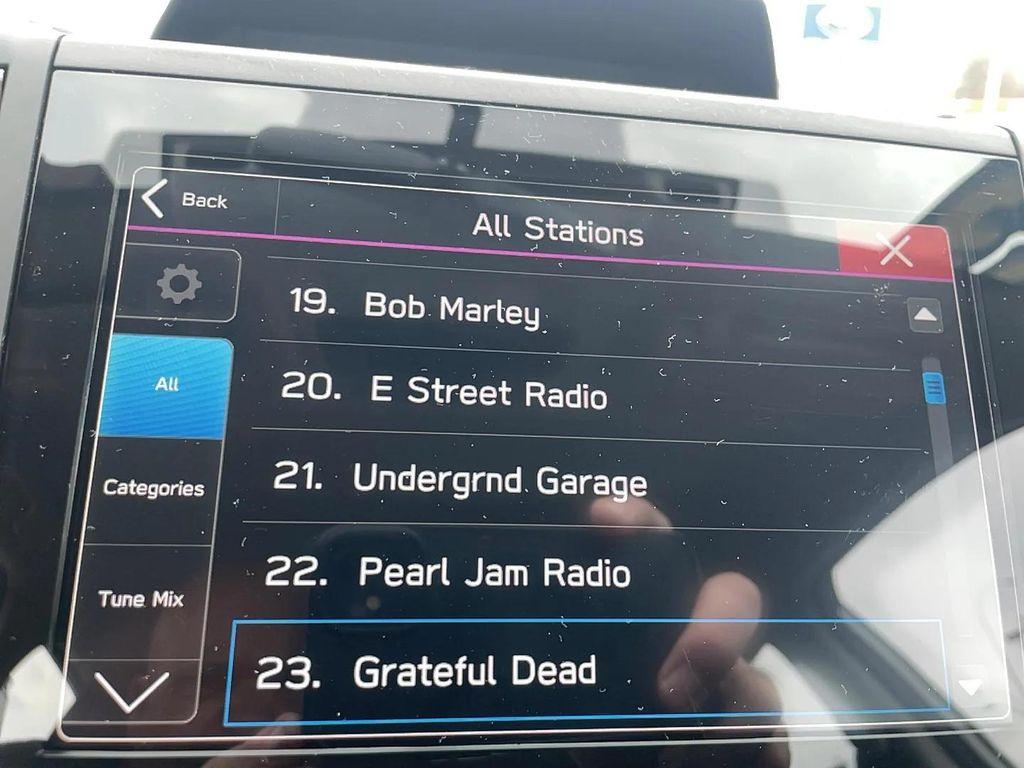 Back
All Stations
19. Bob Marley
All
20. E Street Radio
Categories
21. Undergrnd Garage
Tune Mix
22. Pearl Jam Radio
23. Grateful Dead